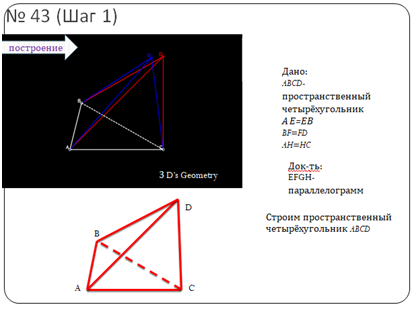 № 43 (Шаг 1)
построение
D
B
A
C
3 D's Geometry
Дано:
ABCD-
пространственный
четырёхугольник
AE=EB
BF=FD
AH=HC
Док-ть:
EFGH-
параллелограмм
Строим пространственный
четырёхугольник ABCD
D
B
A
C